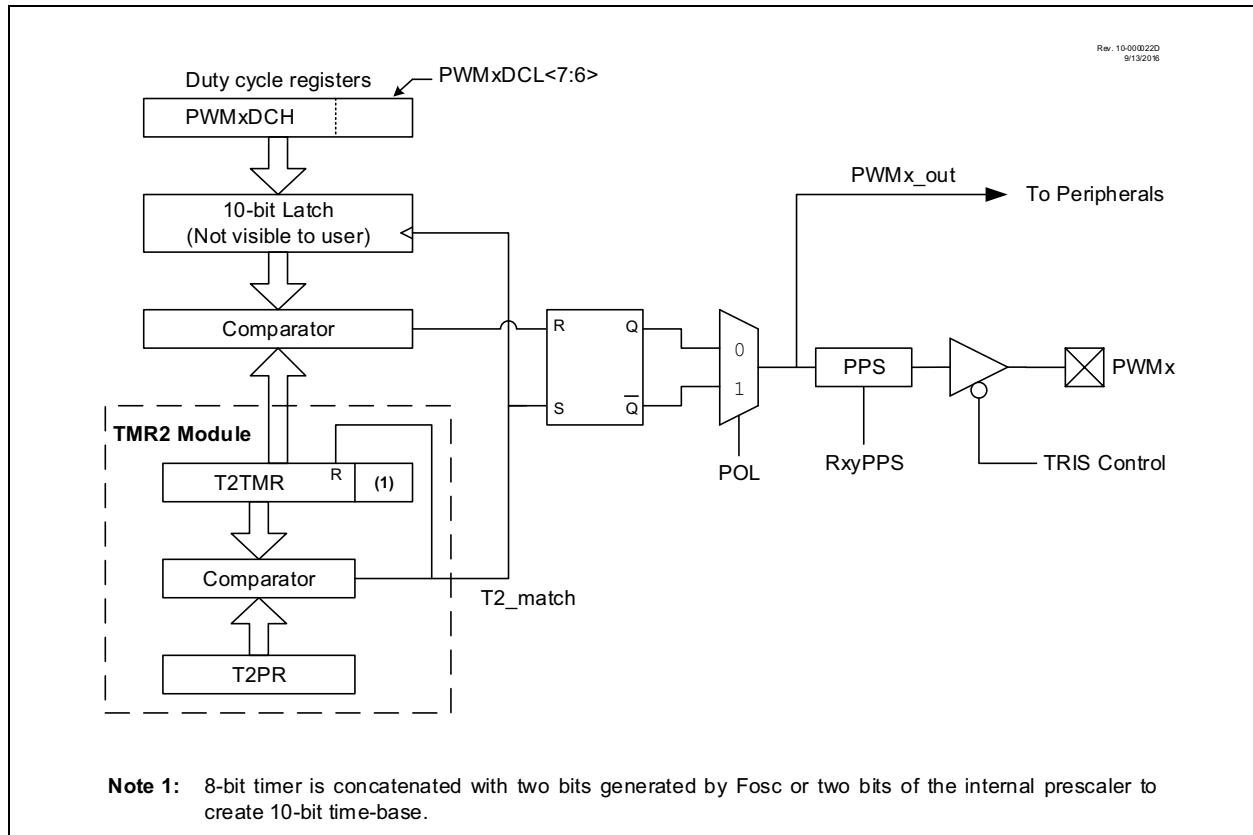 Rev. 10-000022D
9/13/2016
Duty cycle registers
PWMxDCL<7:6>
PWMxDCH
10-bit Latch
(Not visible to user)
Comparator
R
Q
S
Q̅
0
1
POL
PWMx_out
To Peripherals
PPS
RxyPPS
PWMx
TRIS Control
TMR2 Module
T2TMR
R
(1)
Comparator
T2_match
T2PR
Note 1: 8-bit timer is concatenated with two bits generated by Fosc or two bits of the internal prescaler to
create 10-bit time-base.